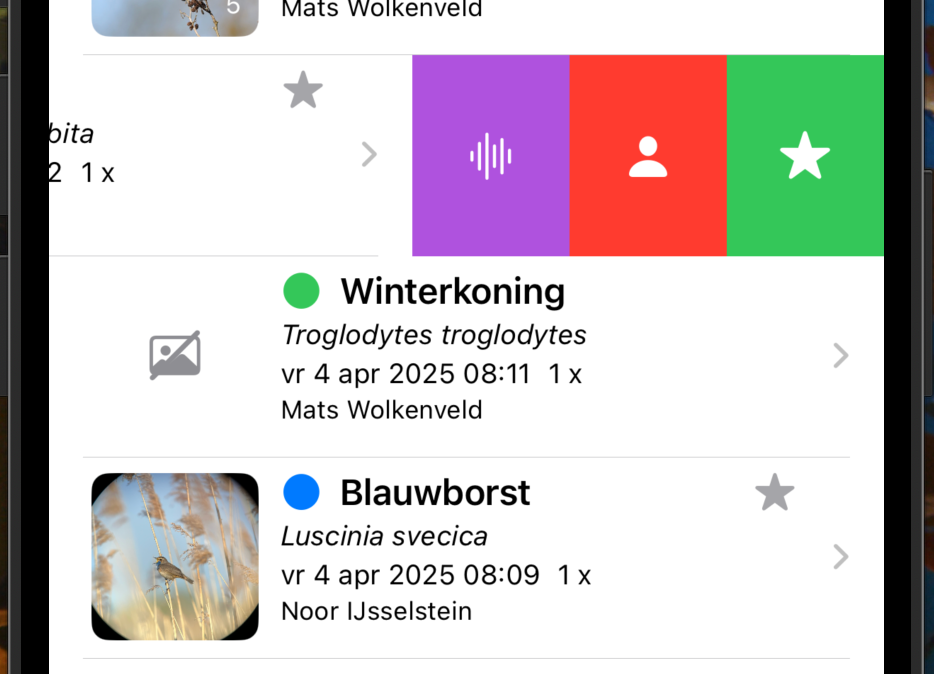 5
Mats Wolkenveld
bita
2 1 x
Winterkoning
Troglodytes troglodytes
vr 4 apr 2025 08:11 1 x
Mats Wolkenveld
Blauwborst
Luscinia svecica
vr 4 apr 2025 08:09 1 x
Noor IJsselstein